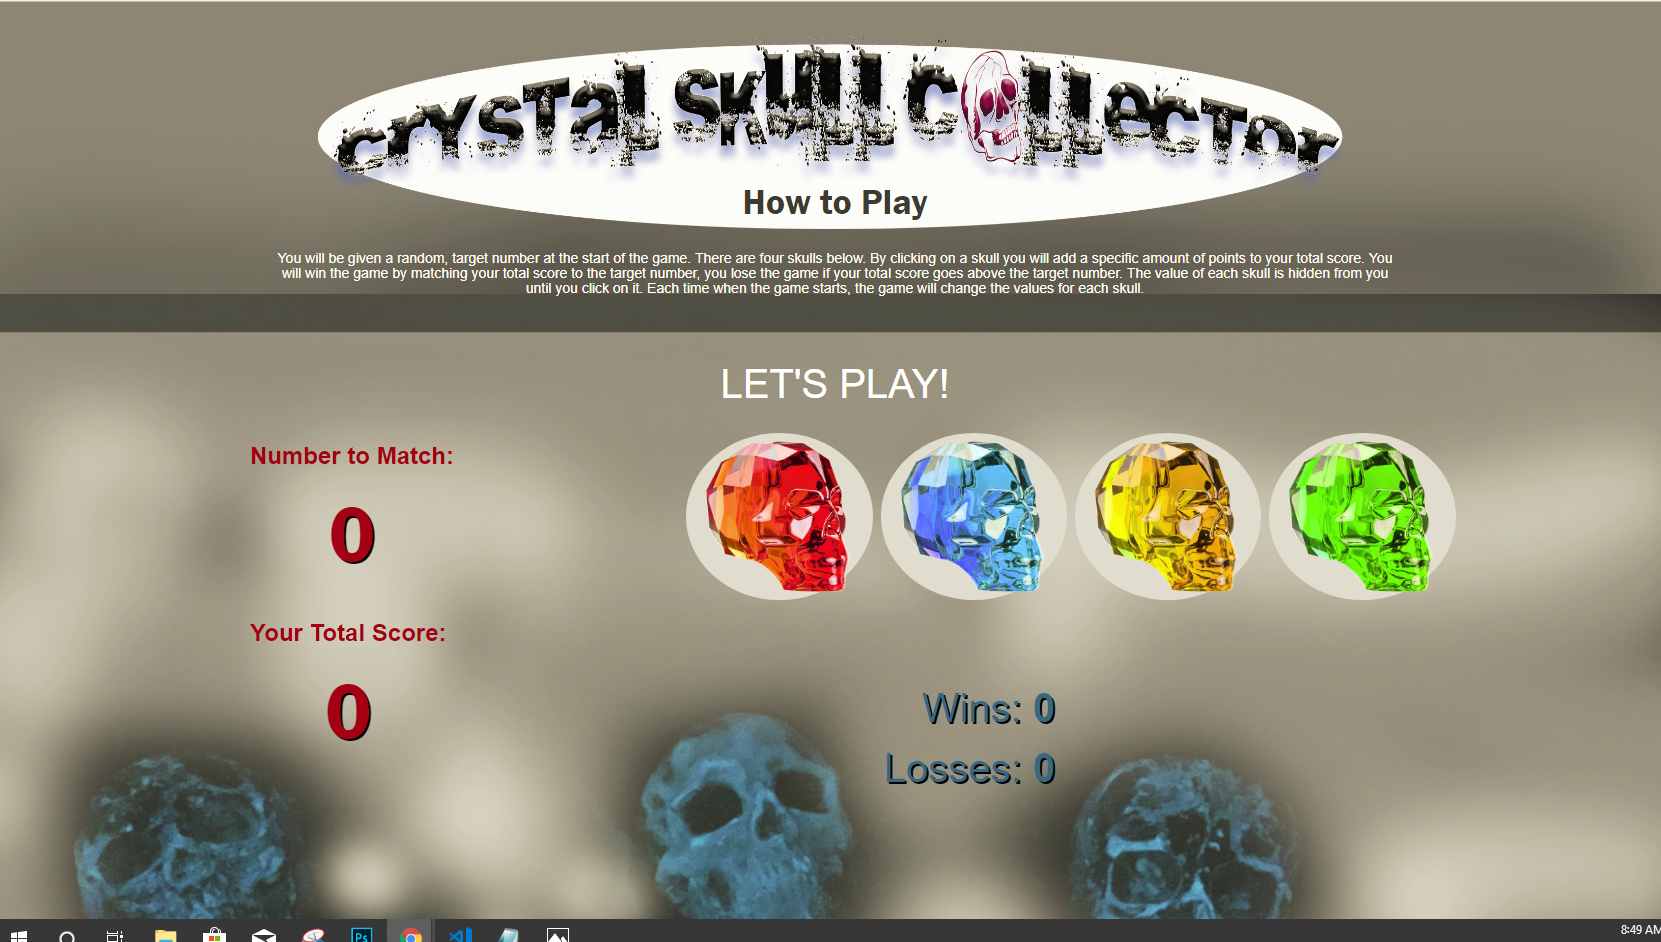 crYsTal skull collecTor
How to Play
You will be given a random, target number at the start of the game. There are four skulls below. By clicking on a skull you will add a specific amount of points to your total score. You
will win the game by matching your total score to the target number, you lose the game if your total score goes above the target number. The value of each skull is hidden from you
until you click on it. Each time when the game starts, the game will change the values for each skull.
LET'S PLAY!
Number to Match:
0
Your Total Score:
0
Wins: 0
Losses: 0
Ps
8:49 AM